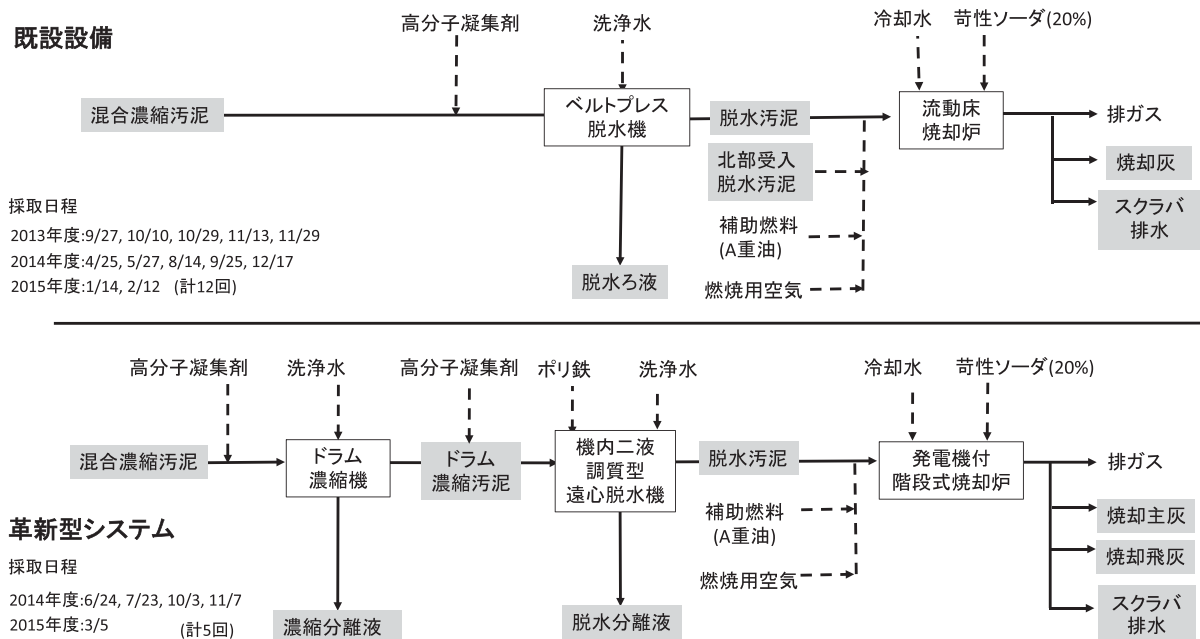 既設設備
高分子凝集剤
洗浄水
冷却水
苛性ソーダ(20%)
混合濃縮汚泥
ベルトプレス
脱水機
脱水汚泥
流動床
焼却炉
排ガス
北部受入
脱水汚泥
焼却灰
スクラバ
排水
補助燃料
(A重油)
脱水ろ液
燃焼用空気
採取日程
2013年度:9/27, 10/10, 10/29, 11/13, 11/29
2014年度:4/25, 5/27, 8/14, 9/25, 12/17
2015年度:1/14, 2/12 (計12回)
高分子凝集剤
洗浄水
高分子凝集剤
ポリ鉄
洗浄水
冷却水
苛性ソーダ(20%)
混合濃縮汚泥
ドラム
濃縮機
ドラム
濃縮汚泥
機内二液
調質型
遠心脱水機
脱水汚泥
発電機付
階段式焼却炉
排ガス
補助燃料
(A重油)
焼却主灰
燃焼用空気
焼却飛灰
スクラバ
排水
濃縮分離液
脱水分離液
革新型システム
採取日程
2014年度:6/24, 7/23, 10/3, 11/7
2015年度:3/5 (計5回)